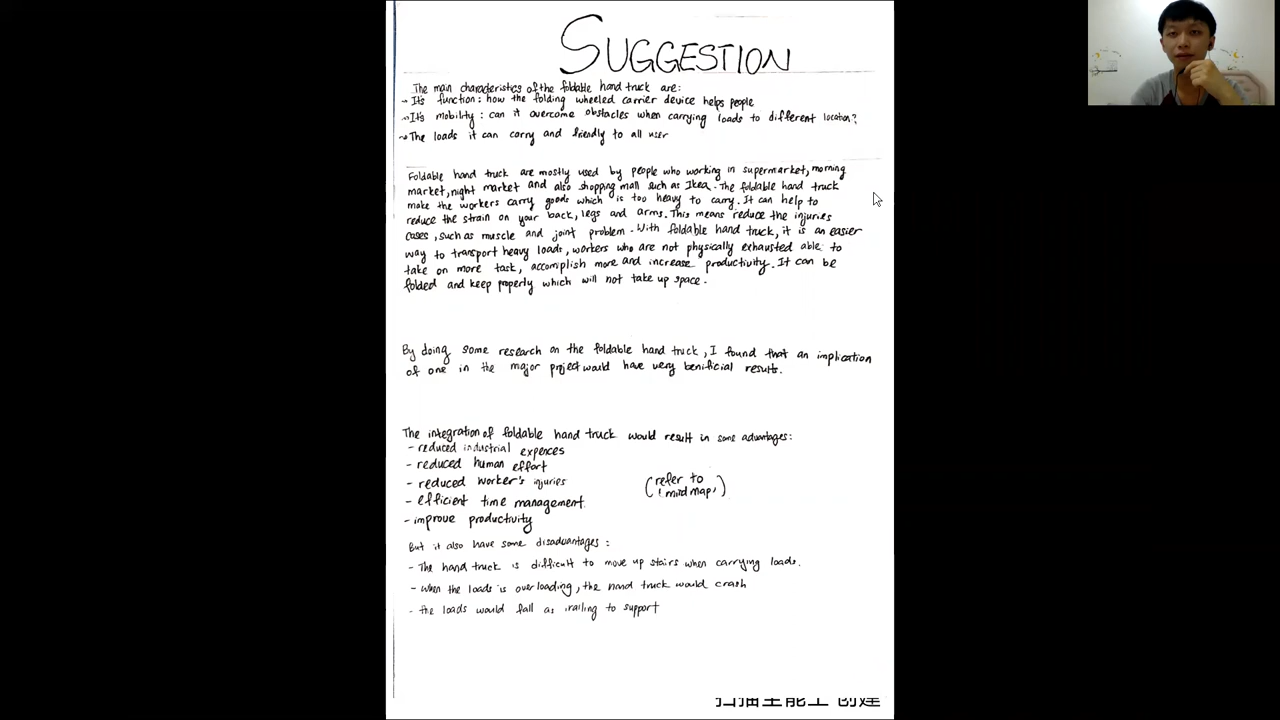 SUGGESTION
The main characteristics of the foldable hand truck are:
It's function: how the folding wheeled carrier device helps people
It's mobility: can it overcome obstacles when carrying loads to different location?
The loads it can carry and friendly to all user
Foldable hand truck are mostly used by people who working in supermarket, morning
market, night market and also shopping mall such as Ikea. The foldable hand truck
make the workers carry goods which is too heavy to carry. It can help to
reduce the strain on your back, legs and arms. This means reduce the injuries
cases, such as muscle and joint problem. With foldable hand truck, it is an easier
way to transport heavy loads, workers who are not physically exhausted able to
take on more task, accomplish more and increase productivity. It can be
folded and keep properly which will not take up space.
By doing some research on the foldable hand truck, I found that an implication
of one in the major project would have very benificial results.
The integration of foldable hand truck would result in some advantages:
- reduced industrial expences
- reduced human effort
- reduced worker's injuries
(refer to
mind map)
- efficient time management
- improve productivity
But it also have some disadvantages:
- The hand truck is difficult to move up stairs when carrying loads.
- When the loads is overloading, the hand truck would crash
- the loads would fall as failing to support
扫描全能王 创建